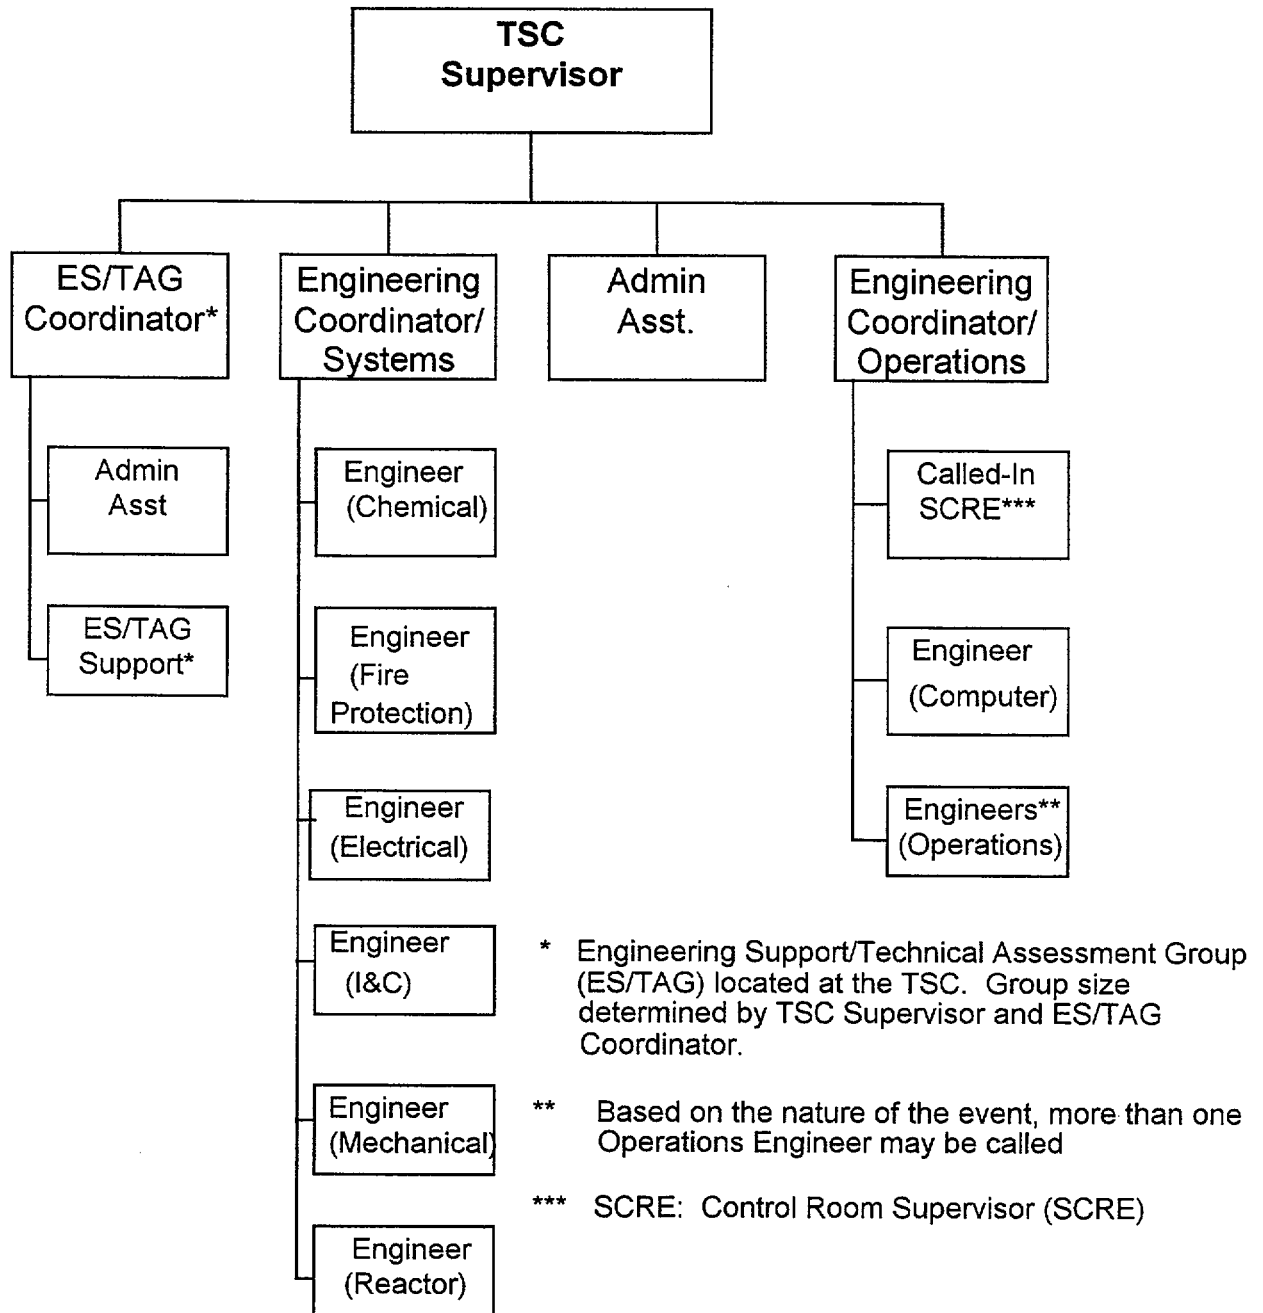 TSC
Supervisor
ES/TAG
Coordinator*
Engineering
Coordinator/
Systems
Admin
Asst.
Engineering
Coordinator/
Operations
Admin
Asst
ES/TAG
Support*
Engineer
(Chemical)
Engineer
(Fire
Protection)
Engineer
(Electrical)
Engineer
(I&C)
Engineer
(Mechanical)
Engineer
(Reactor)
Called-In
SCRE***
Engineer
(Computer)
Engineers**
(Operations)
* Engineering Support/Technical Assessment Group
(ES/TAG) located at the TSC. Group size
determined by TSC Supervisor and ES/TAG
Coordinator.
** Based on the nature of the event, more than one
Operations Engineer may be called
*** SCRE: Control Room Supervisor (SCRE)